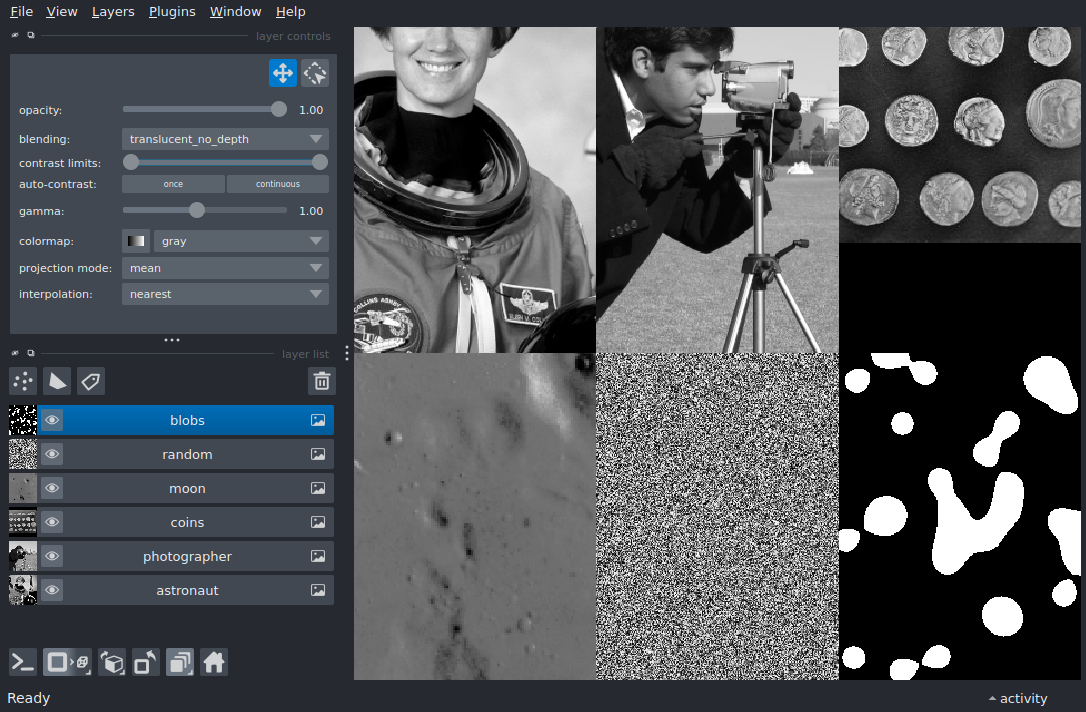 File View Layers Plugins Window Help
layer controls
opacity: 1.00
blending: translucent_no_depth
contrast limits:
auto-contrast: once continuous
gamma: 1.00
colormap: gray
projection mode: mean
interpolation: nearest
layer list
blobs
random
moon
coins
photographer
astronaut
Ready
activity